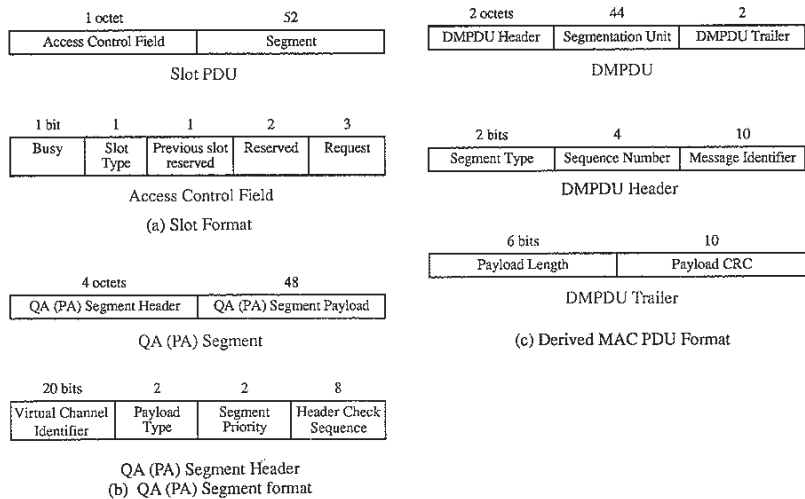 1 octet 52
Access Control Field Segment
Slot PDU
1 bit 1 1 2 3
Busy Slot Type Previous slot reserved Reserved Request
Access Control Field
(a) Slot Format
4 octets 48
QA (PA) Segment Header QA (PA) Segment Payload
QA (PA) Segment
20 bits 2 2 8
Virtual Channel Identifier Payload Type Segment Priority Header Check Sequence
QA (PA) Segment Header
(b) QA (PA) Segment format
2 octets 44 2
DMPDU Header Segmentation Unit DMPDU Trailer
DMPDU
2 bits 4 10
Segment Type Sequence Number Message Identifier
DMPDU Header
6 bits 10
Payload Length Payload CRC
DMPDU Trailer
(c) Derived MAC PDU Format